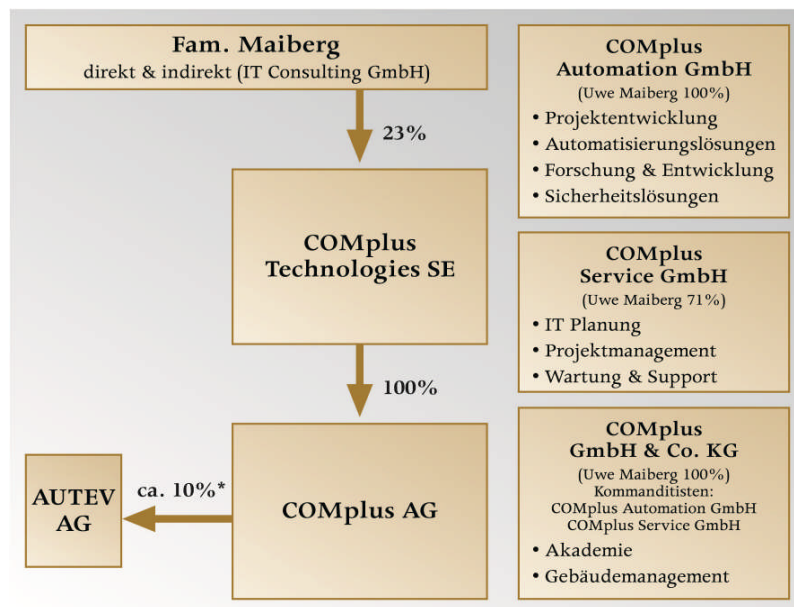 Fam. Maiberg
direkt & indirekt (IT Consulting GmbH)
23%
COMplus
Technologies SE
100%
COMplus AG
ca. 10%*
AUTEV
AG
COMplus
Automation GmbH
(Uwe Maiberg 100%)
• Projektentwicklung
• Automatisierungslösungen
• Forschung & Entwicklung
• Sicherheitslösungen
COMplus
Service GmbH
(Uwe Maiberg 71%)
• IT Planung
• Projektmanagement
• Wartung & Support
COMplus
GmbH & Co. KG
(Uwe Maiberg 100%)
Kommanditisten:
COMplus Automation GmbH
COMplus Service GmbH
• Akademie
• Gebäudemanagement